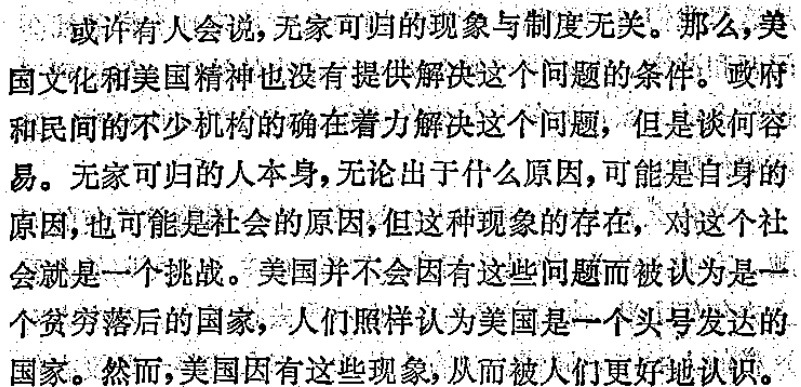 或许有人会说,无家可归的现象与制度无关。那么,美
国文化和美国精神也没有提供解决这个问题的条件。政府
和民间的不少机构的确在着力解决这个问题,但是谈何容
易。无家可归的人本身,无论出于什么原因,可能是自身的
原因,也可能是社会的原因,但这种现象的存在,对这个社
会就是一个挑战。美国并不会因有这些问题而被认为是一
个贫穷落后的国家,人们照样认为美国是一个头号发达的
国家。然而,美国因有这些现象,从而被人们更好地认识。